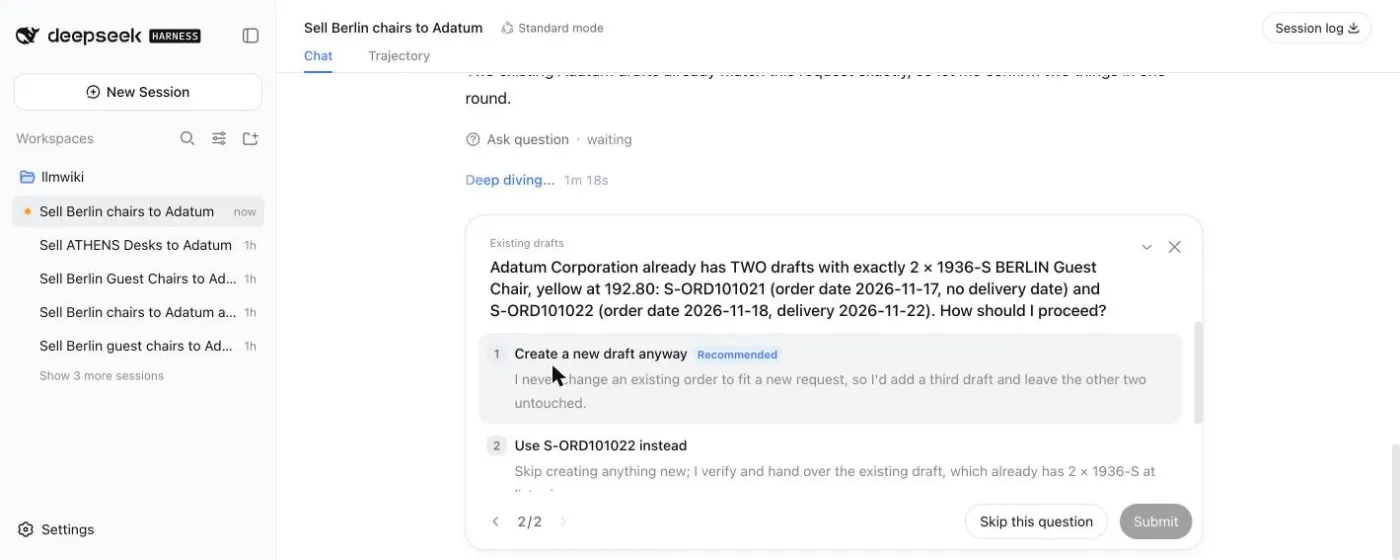 deepseek HARNESS
New Session
Workspaces
llmwiki
Sell Berlin chairs to Adatum now
Sell ATHENS Desks to Adatum 1h
Sell Berlin Guest Chairs to Ad... 1h
Sell Berlin chairs to Adatum a... 1h
Sell Berlin guest chairs to Ad... 1h
Show 3 more sessions
Settings
Sell Berlin chairs to Adatum Standard mode
Session log
Chat Trajectory
round.
Ask question · waiting
Deep diving... 1m 18s
Existing drafts
Adatum Corporation already has TWO drafts with exactly 2 × 1936-S BERLIN Guest
Chair, yellow at 192.80: S-ORD101021 (order date 2026-11-17, no delivery date) and
S-ORD101022 (order date 2026-11-18, delivery 2026-11-22). How should I proceed?
1 Create a new draft anyway Recommended
I never change an existing order to fit a new request, so I'd add a third draft and leave the other two
untouched.
2 Use S-ORD101022 instead
Skip creating anything new; I verify and hand over the existing draft, which already has 2 × 1936-S at
2/2
Skip this question
Submit